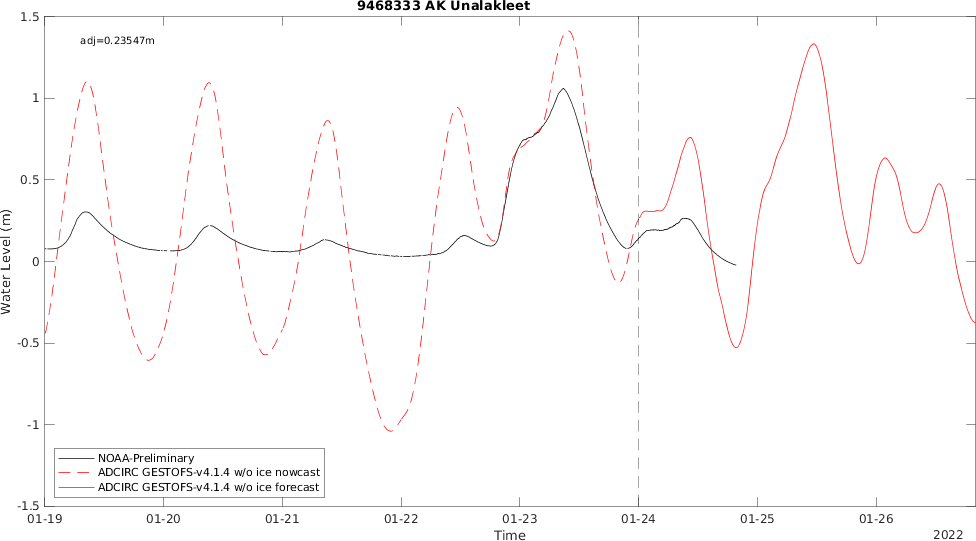 9468333 AK Unalakleet
adj=0.23547m
1.5
1
0.5
0
-0.5
-1
-1.5
Water Level (m)
NOAA-Preliminary
ADCIRC GESTOFS-v4.1.4 w/o ice nowcast
ADCIRC GESTOFS-v4.1.4 w/o ice forecast
01-19 01-20 01-21 01-22 01-23 01-24 01-25 01-26
Time
2022